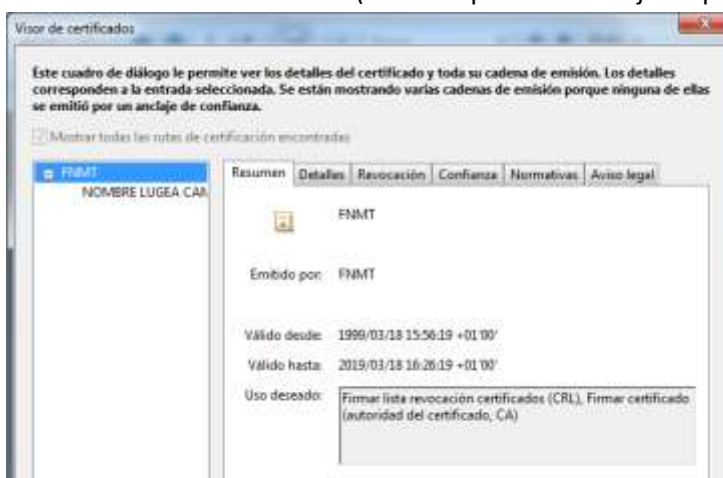 Visor de certificados
Este cuadro de diálogo le permite ver los detalles del certificado y toda su cadena de emisión. Los detalles
corresponden a la entrada seleccionada. Se están mostrando varias cadenas de emisión porque ninguna de ellas
se emitió por un anclaje de confianza.
Mostrar todas las rutas de certificación encontradas
FNMT
NOMBRE LUGEA CAN
Resumen Detalles Revocación Confianza Normativas Aviso legal
FNMT
Emitido por: FNMT
Válido desde: 1999/03/18 15:56:19 +01'00'
Válido hasta: 2019/03/18 16:26:19 +01'00'
Uso deseado: Firmar lista revocación certificados (CRL), Firmar certificado
(autoridad del certificado, CA)